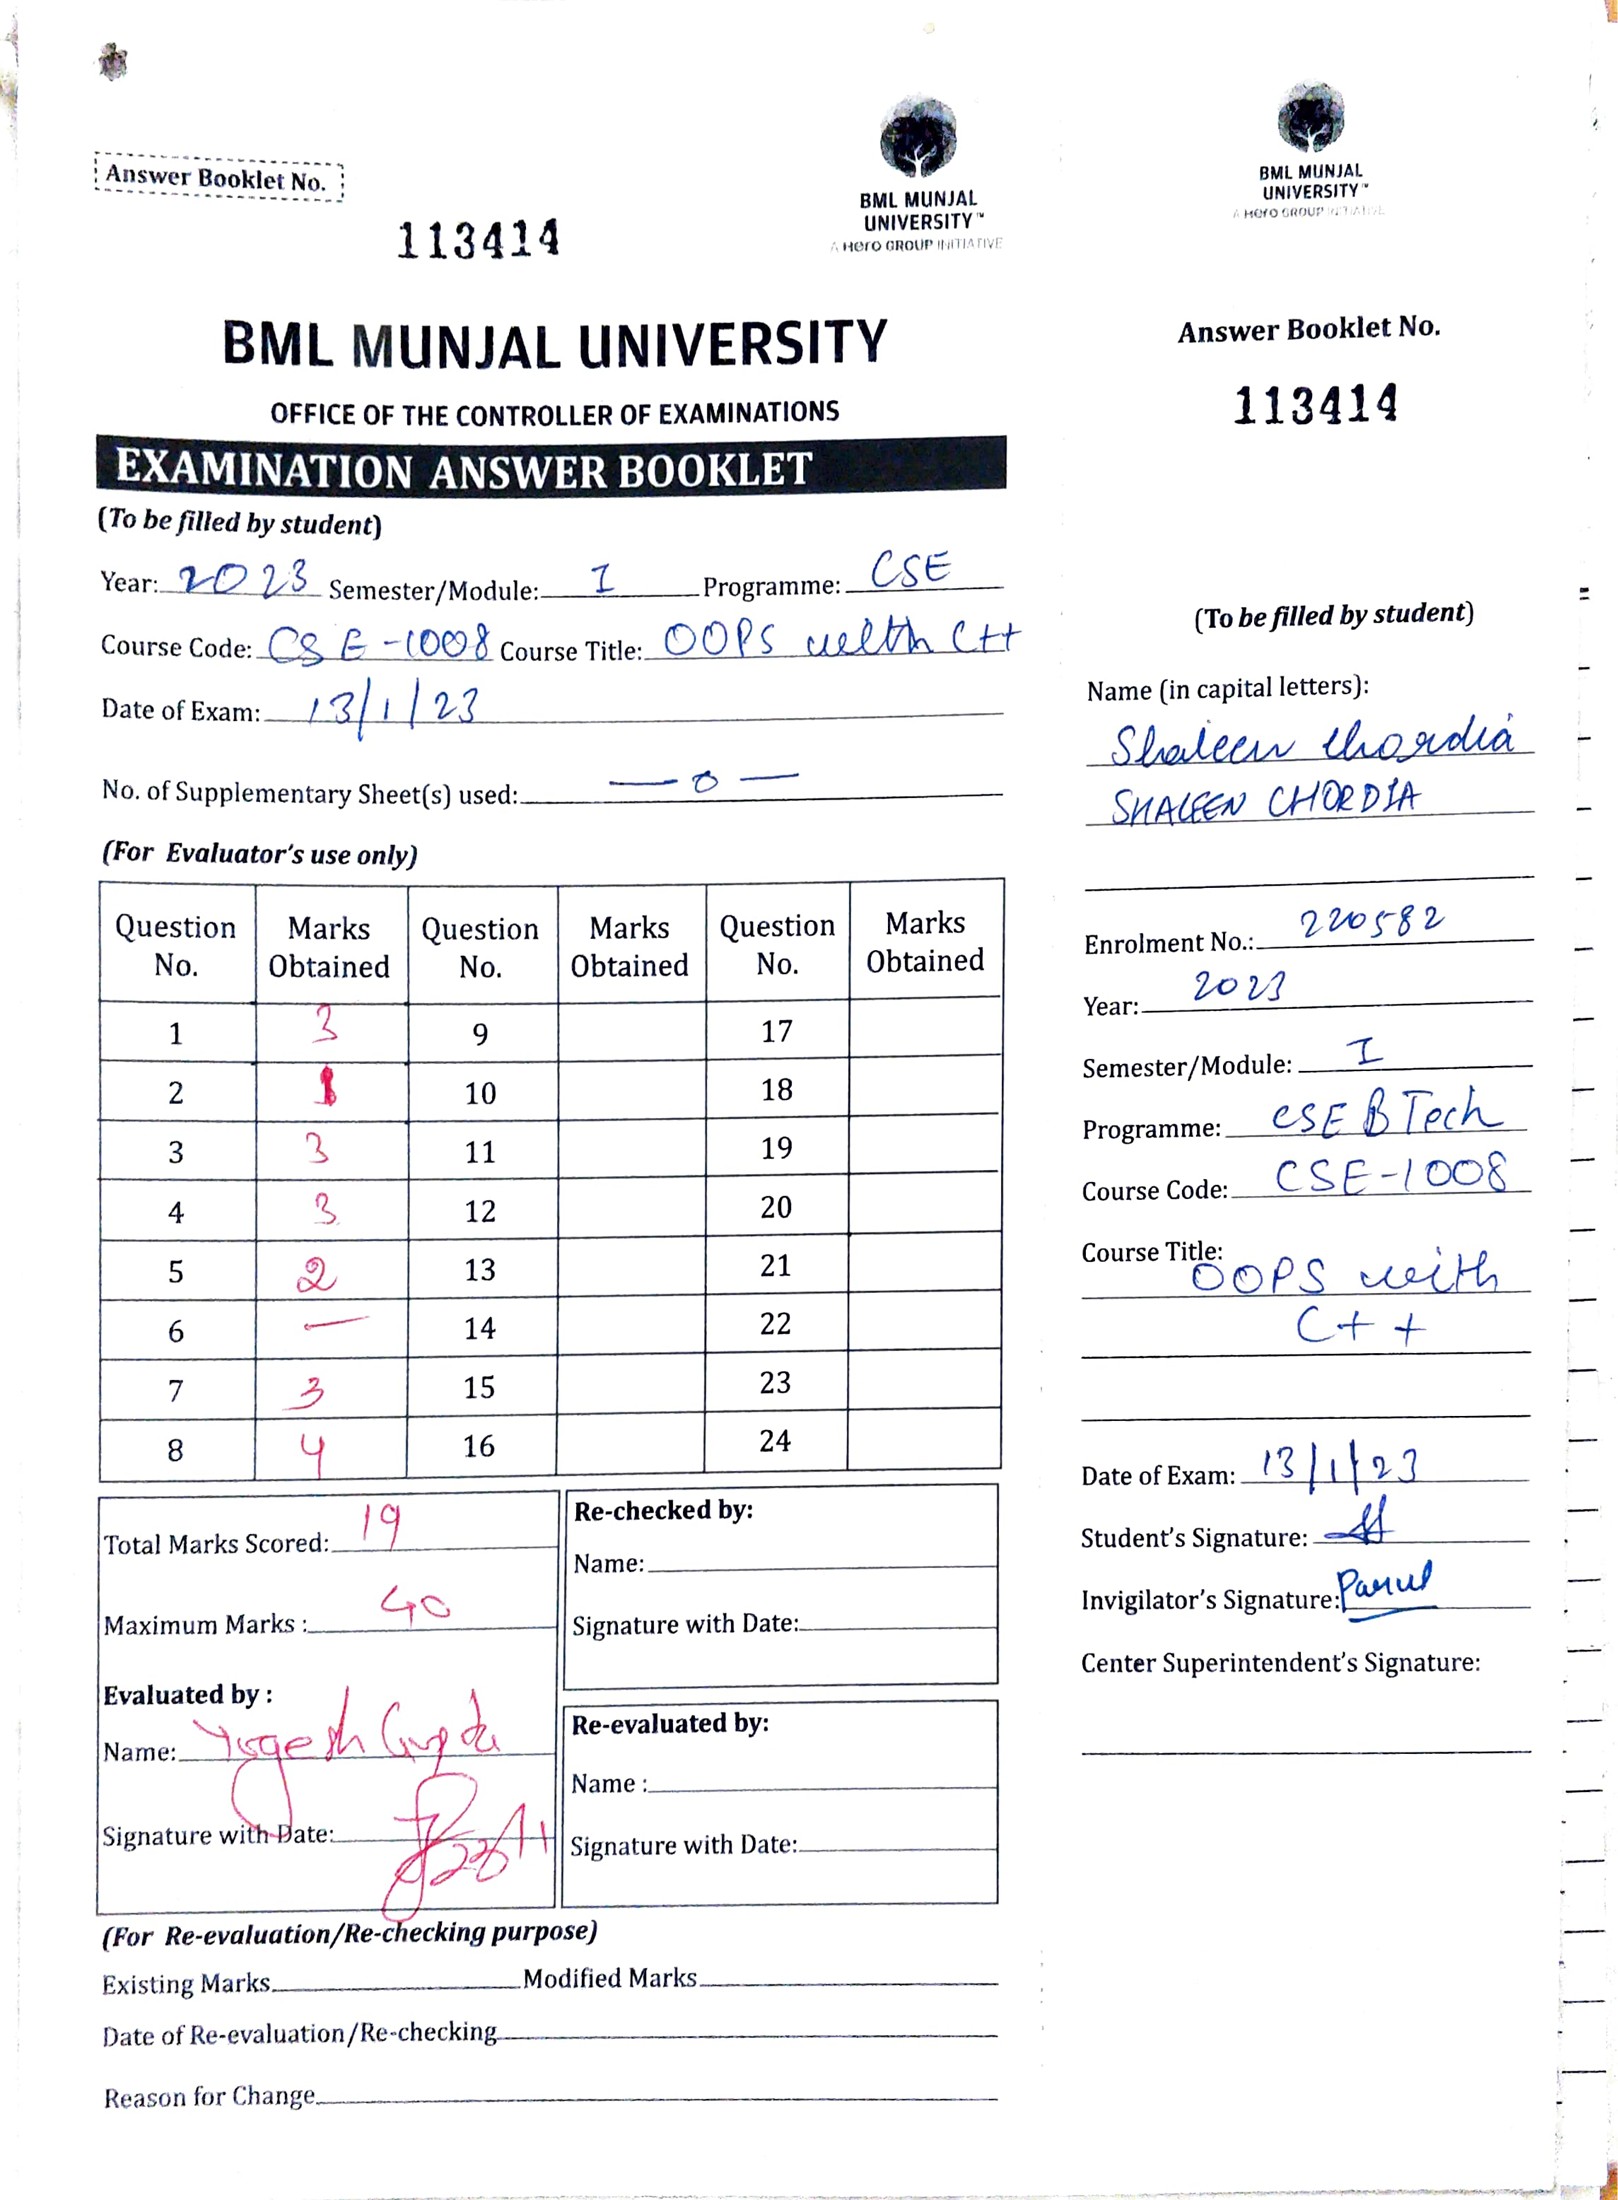 Answer Booklet No.
113414
BML MUNJAL
UNIVERSITY™
A Hero GROUP INITIATIVE
BML MUNJAL UNIVERSITY
OFFICE OF THE CONTROLLER OF EXAMINATIONS
EXAMINATION ANSWER BOOKLET
(To be filled by student)
Year: 2023 Semester/Module: I Programme: CSE
Course Code: CSE-1008 Course Title: OOPS with C++
Date of Exam: 13/1/23
No. of Supplementary Sheet(s) used: — 0 —
(For Evaluator's use only)
Question No. Marks Obtained Question No. Marks Obtained Question No. Marks Obtained
1 3 9 17
2 1 10 18
3 3 11 19
4 3 12 20
5 2 13 21
6 — 14 22
7 3 15 23
8 4 16 24
Total Marks Scored: 19
Maximum Marks : 40
Evaluated by :
Name: Yogesh Gupta
Signature with Date:
Re-checked by:
Name:
Signature with Date:
Re-evaluated by:
Name :
Signature with Date:
(For Re-evaluation/Re-checking purpose)
Existing Marks Modified Marks
Date of Re-evaluation/Re-checking
Reason for Change
BML MUNJAL
UNIVERSITY™
A Hero GROUP INITIATIVE
Answer Booklet No.
113414
(To be filled by student)
Name (in capital letters):
Shaleen Chordia
SHALEEN CHORDIA
Enrolment No.: 220582
Year: 2023
Semester/Module: I
Programme: CSE B Tech
Course Code: CSE-1008
Course Title: OOPS with
C++
Date of Exam: 13/1/23
Student's Signature:
Invigilator's Signature: Parul
Center Superintendent's Signature: